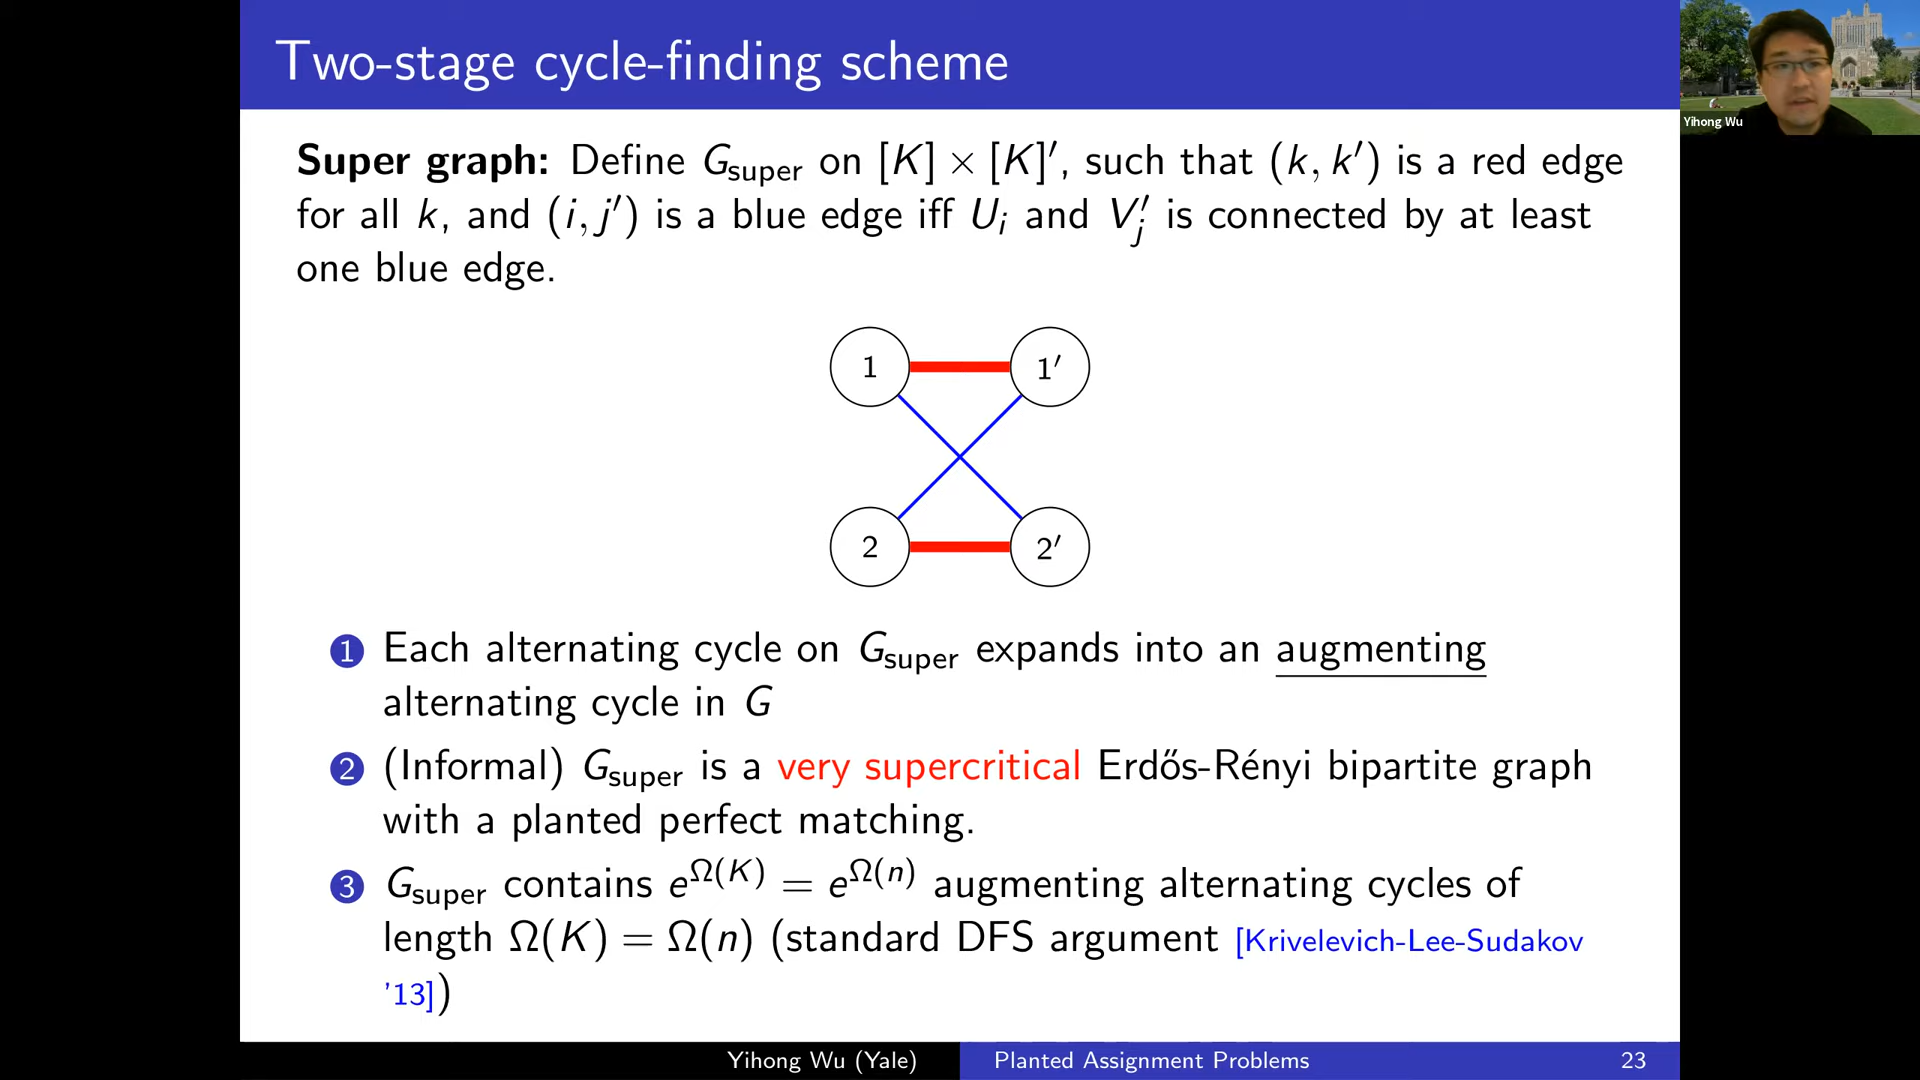 Two-stage cycle-finding scheme
Yihong Wu
Super graph: Define G_super on [K] × [K]′, such that (k, k′) is a red edge
for all k, and (i, j′) is a blue edge iff U_i and V′_j is connected by at least
one blue edge.
1 1′
2 2′
1 Each alternating cycle on G_super expands into an augmenting
alternating cycle in G
2 (Informal) G_super is a very supercritical Erdős-Rényi bipartite graph
with a planted perfect matching.
3 G_super contains e^Ω(K) = e^Ω(n) augmenting alternating cycles of
length Ω(K) = Ω(n) (standard DFS argument [Krivelevich-Lee-Sudakov
'13])
Yihong Wu (Yale) Planted Assignment Problems 23